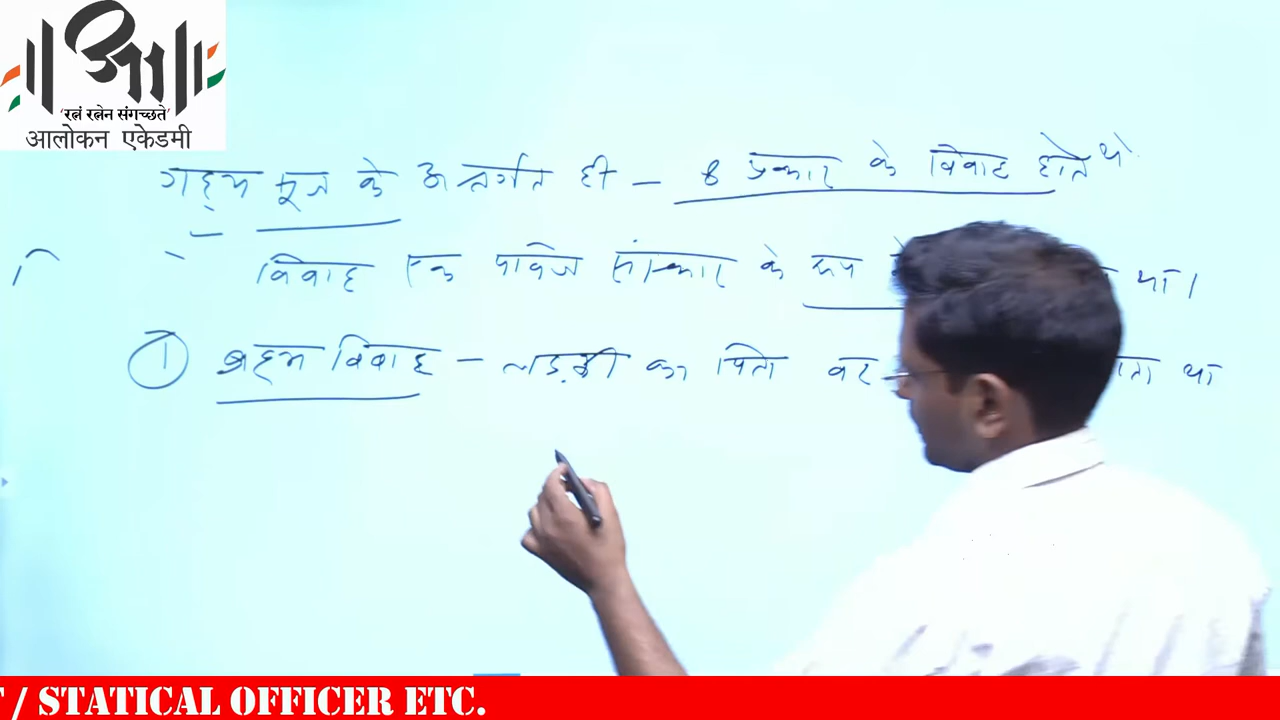 'रत्नं रत्नेन संगच्छते'
आलोकन एकेडमी
गह्य सूत्र के अन्तर्गत ही – 8 प्रकार के विवाह होते थे.
विवाह एक पवित्र संस्कार के रूप था।
① ब्रह्म विवाह – लड़की का पिता वर था
T / STATICAL OFFICER ETC.